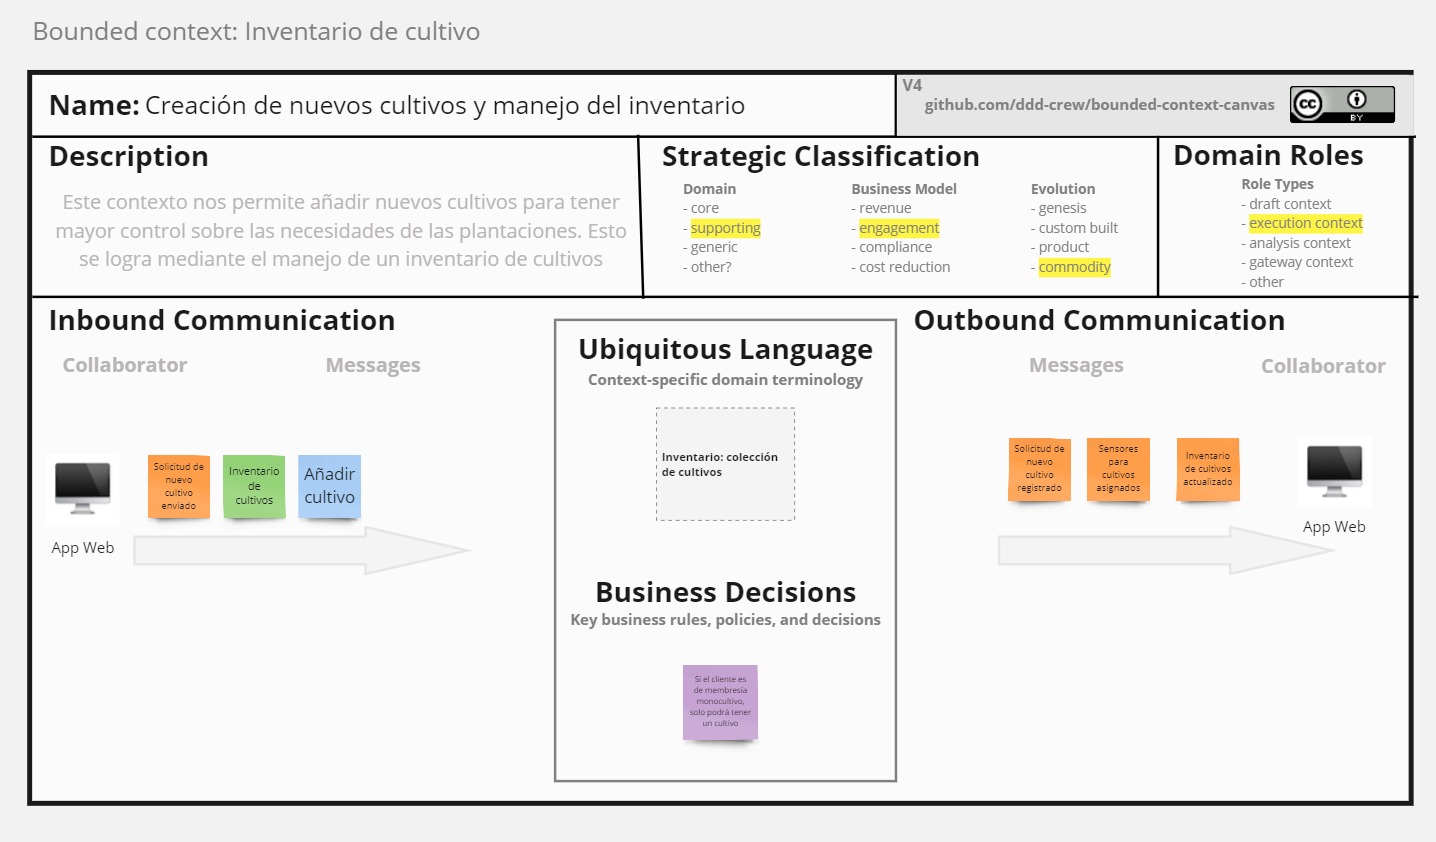 Bounded context: Inventario de cultivo
Name: Creación de nuevos cultivos y manejo del inventario
V4
github.com/ddd-crew/bounded-context-canvas
cc
BY
Description
Este contexto nos permite añadir nuevos cultivos para tener
mayor control sobre las necesidades de las plantaciones. Esto
se logra mediante el manejo de un inventario de cultivos
Strategic Classification
Domain
- core
- supporting
- generic
- other?
Business Model
- revenue
- engagement
- compliance
- cost reduction
Evolution
- genesis
- custom built
- product
- commodity
Domain Roles
Role Types
- draft context
- execution context
- analysis context
- gateway context
- other
Inbound Communication
Collaborator
Messages
App Web
Solicitud de
nuevo
cultivo
enviado
Inventario
de
cultivos
Añadir
cultivo
Ubiquitous Language
Context-specific domain terminology
Inventario: colección
de cultivos
Business Decisions
Key business rules, policies, and decisions
Si el cliente es
de membresía
monocultivo,
solo podrá tener
un cultivo
Outbound Communication
Messages
Collaborator
Solicitud de
nuevo
cultivo
registrado
Sensores
para
cultivos
asignados
Inventario
de cultivos
actualizado
App Web